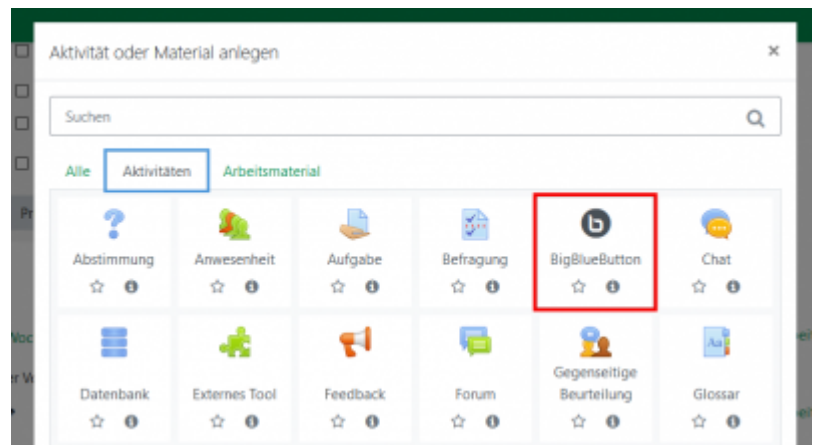 Aktivität oder Material anlegen ×
Suchen
Alle Aktivitäten Arbeitsmaterial
Abstimmung Anwesenheit Aufgabe Befragung BigBlueButton Chat
Datenbank Externes Tool Feedback Forum Gegenseitige Beurteilung Glossar